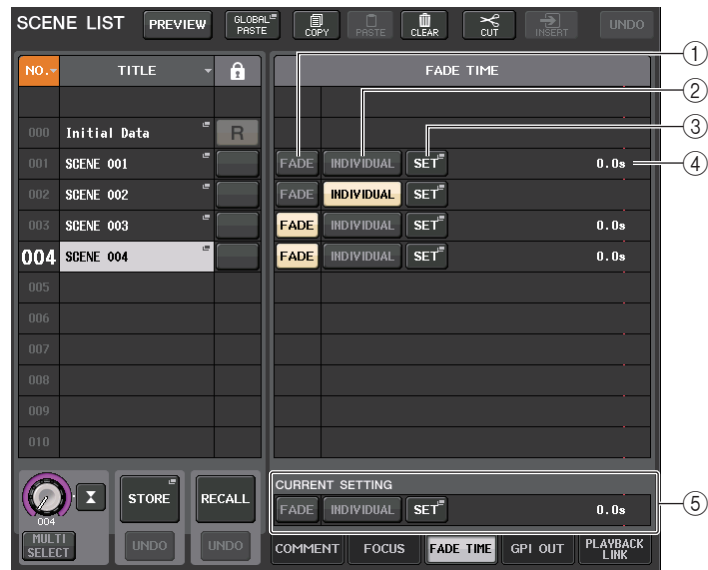 SCENE LIST PREVIEW GLOBAL PASTE COPY PASTE CLEAR CUT INSERT UNDO
NO. TITLE FADE TIME ①
②
000 Initial Data R ③
001 SCENE 001 FADE INDIVIDUAL SET 0.0s ④
002 SCENE 002 FADE INDIVIDUAL SET
003 SCENE 003 FADE INDIVIDUAL SET 0.0s
004 SCENE 004 FADE INDIVIDUAL SET 0.0s
005
006
007
008
009
010
004 STORE RECALL
MULTI SELECT UNDO UNDO
CURRENT SETTING
FADE INDIVIDUAL SET 0.0s ⑤
COMMENT FOCUS FADE TIME GPI OUT PLAYBACK LINK